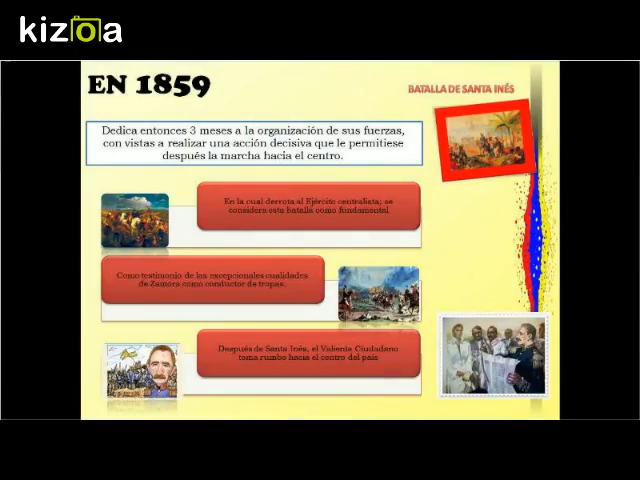 kizoa
EN 1859
BATALLA DE SANTA INÉS
Dedica entonces 3 meses a la organización de sus fuerzas,
con vistas a realizar una acción decisiva que le permitiese
después la marcha hacia el centro.
En la cual derrota al Ejército centralista; se
considera esta batalla como fundamental
Como testimonio de las excepcionales cualidades
de Zamora como conductor de tropas.
Después de Santa Inés, el Valiente Ciudadano
toma rumbo hacia el centro del país